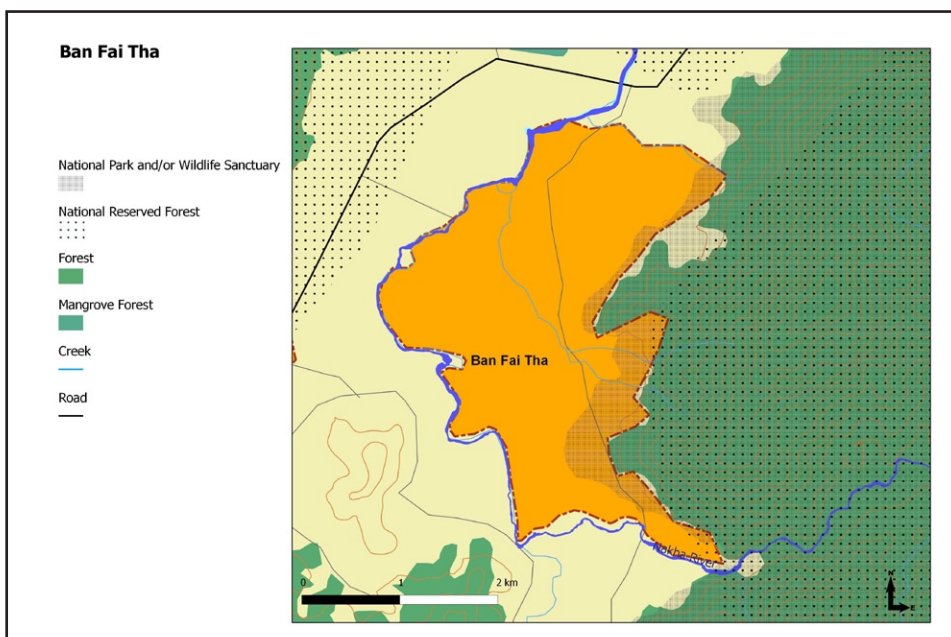 Ban Fai Tha
National Park and/or Wildlife Sanctuary
National Reserved Forest
Forest
Mangrove Forest
Creek
Road
Ban Fai Tha
River
0 1 2 km
N
E